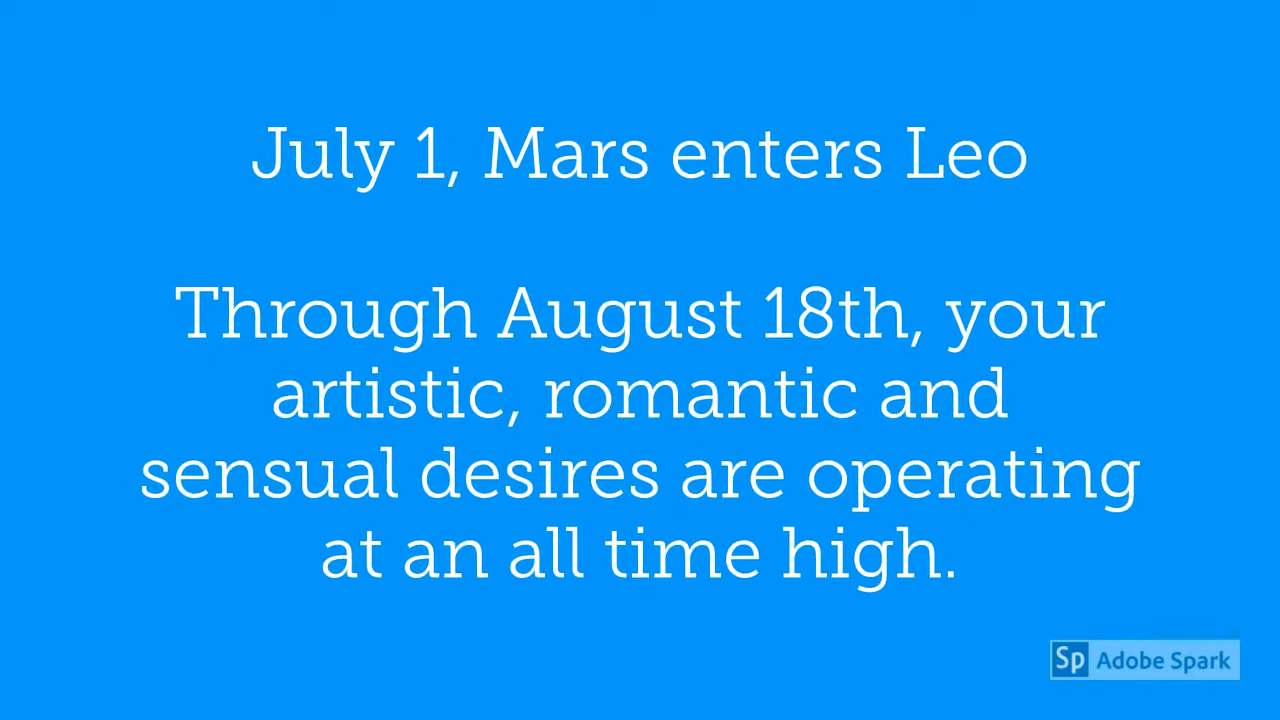 July 1, Mars enters Leo
Through August 18th, your
artistic, romantic and
sensual desires are operating
at an all time high.
Sp Adobe Spark